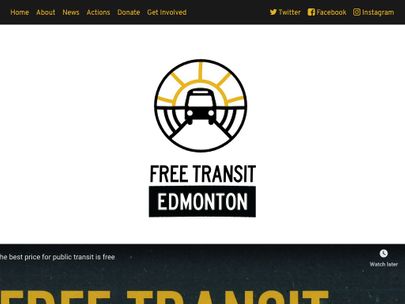 Home About News Actions Donate Get Involved Twitter Facebook Instagram
FREE TRANSIT
EDMONTON
he best price for public transit is free
Watch later
FREE TRANSIT